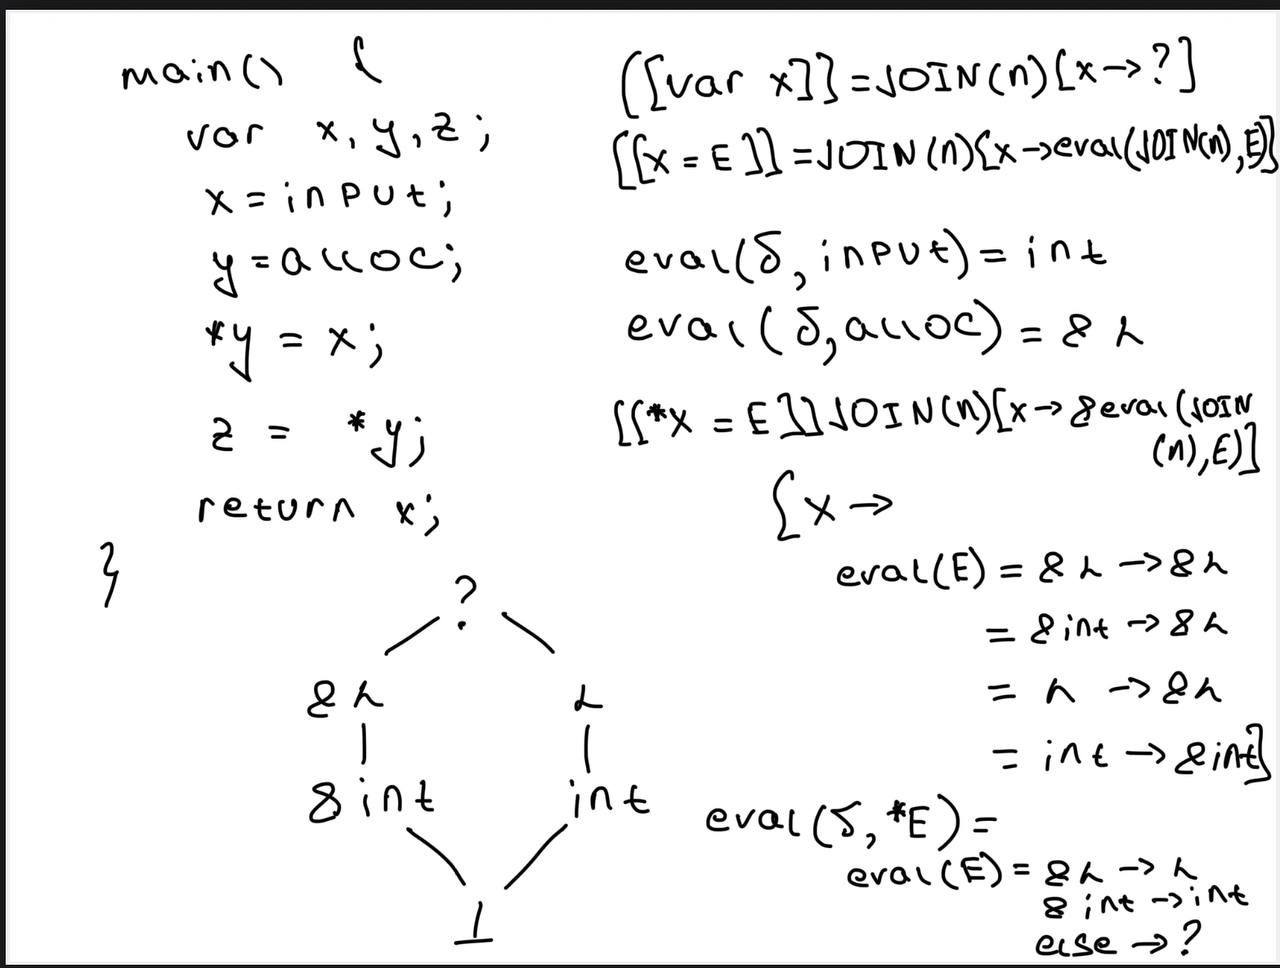 main() {
var x, y, z;
x = input;
y = alloc;
*y = x;
z = *y;
return x;
}
([var x]] = JOIN(n)[x → ?]
[[x = E]] = JOIN(n)[x → eval(JOIN(n), E)]
eval(δ, input) = int
eval(δ, alloc) = & h
[[*x = E]] JOIN(n)[x → & eval(JOIN
(n), E)]
[x →
eval(E) = & h → & h
= & int → & h
= h → & h
= int → & int]
eval(δ, *E) =
eval(E) = & h → h
& int → int
else → ?
?
& h
h
& int
int
⊥